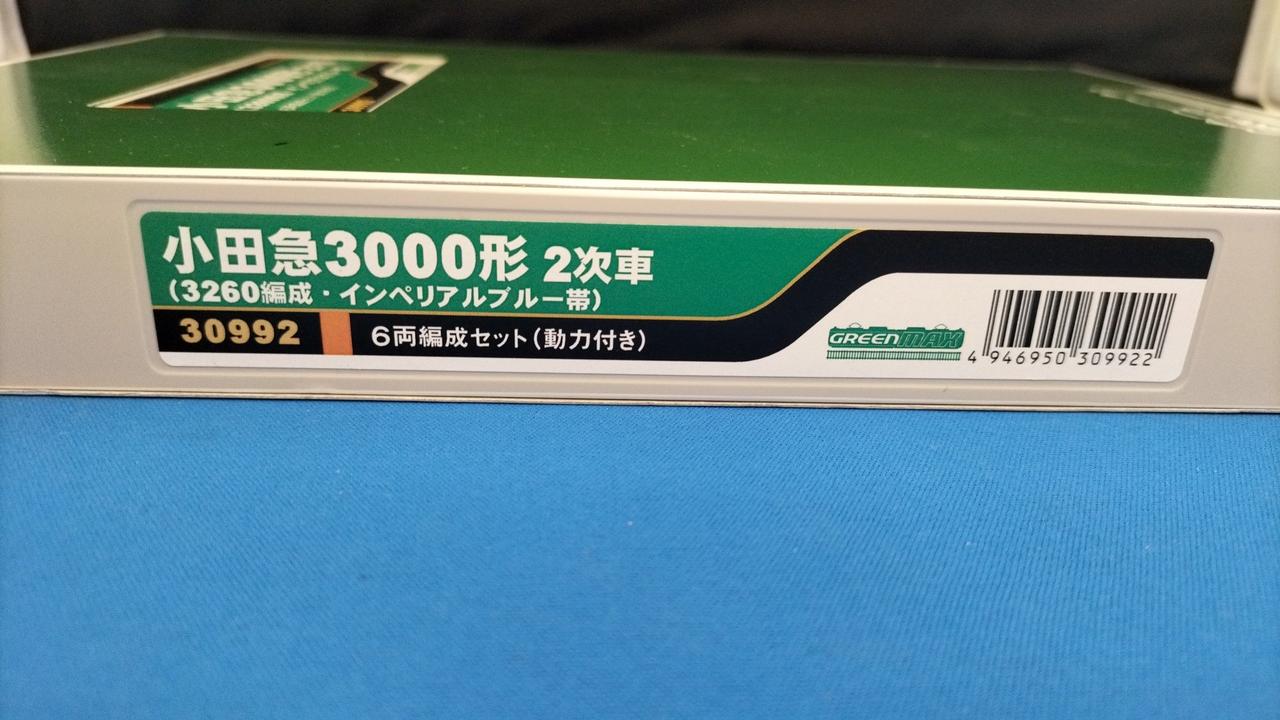 小田急3000形 2次車
(3260編成・インペリアルブルー帯)
30992 6両編成セット(動力付き)
GREENMAX
4 946950 309922